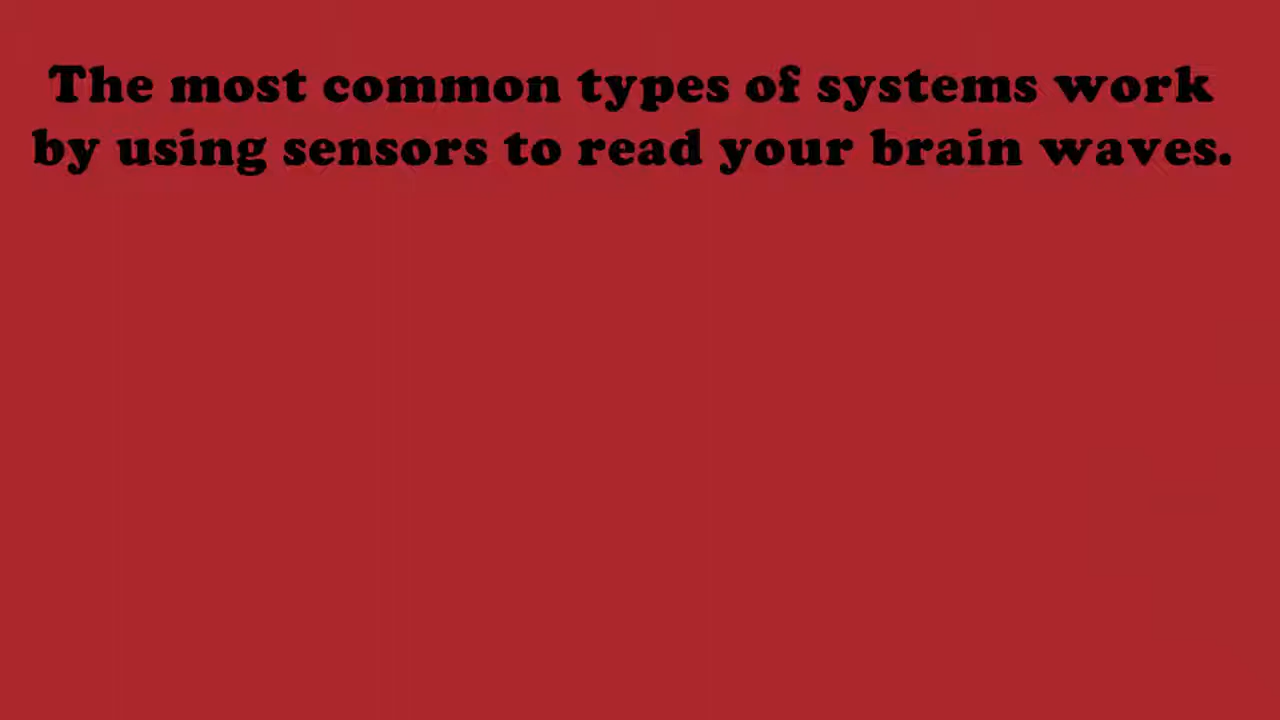 The most common types of systems work
by using sensors to read your brain waves.